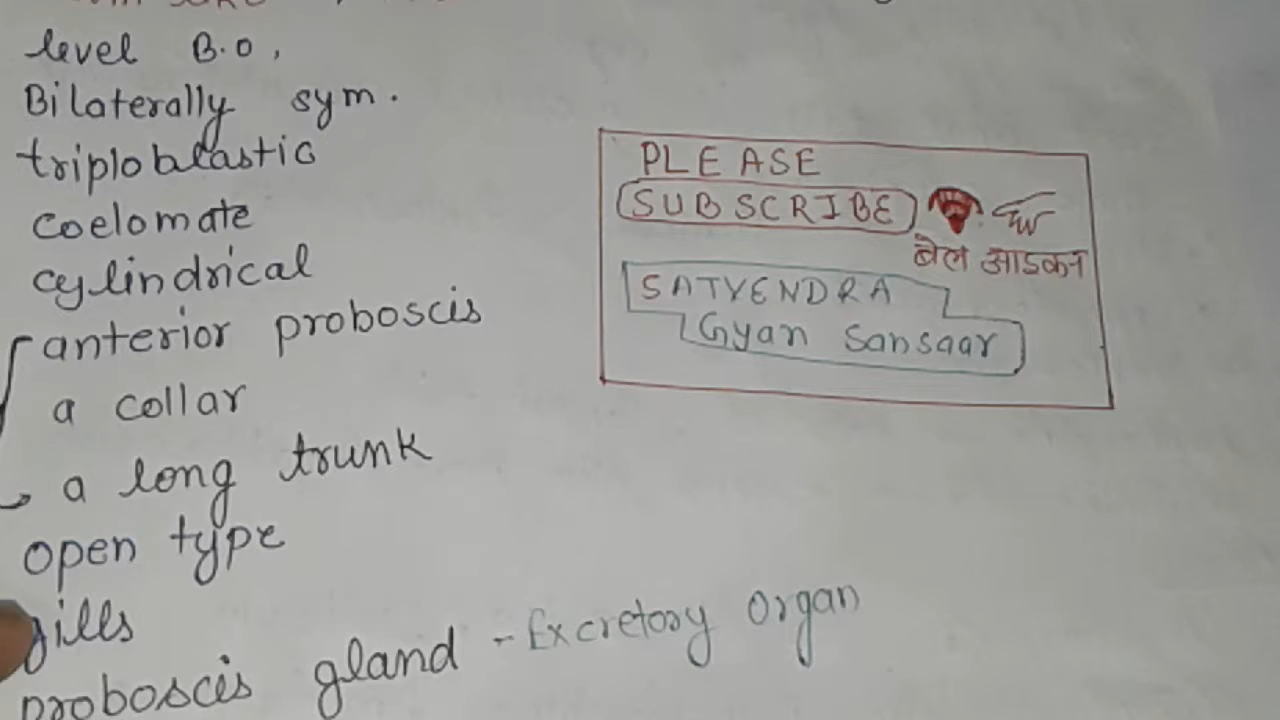 level B.O,
Bilaterally sym.
triploblastic
coelomate
cylindrical
anterior proboscis
a collar
a long trunk
open type
gills
proboscis gland - Excretory Organ
PLEASE
SUBSCRIBE
बेल आइकन
SATYENDRA
Gyan Sansaar